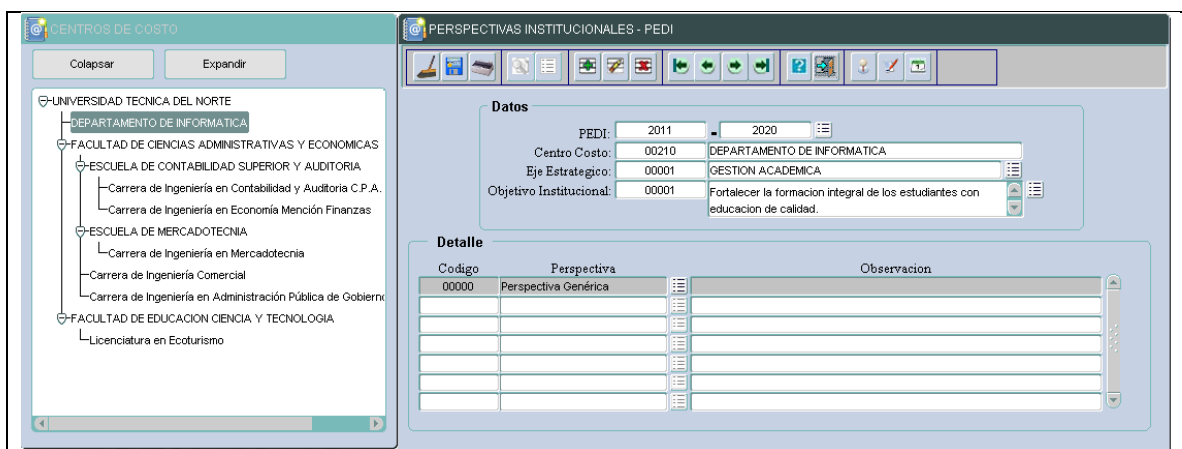 CENTROS DE COSTO
Colapsar Expandir
UNIVERSIDAD TECNICA DEL NORTE
DEPARTAMENTO DE INFORMATICA
FACULTAD DE CIENCIAS ADMINISTRATIVAS Y ECONOMICAS
ESCUELA DE CONTABILIDAD SUPERIOR Y AUDITORIA
Carrera de Ingeniería en Contabilidad y Auditoria C.P.A.
Carrera de Ingeniería en Economía Mención Finanzas
ESCUELA DE MERCADOTECNIA
Carrera de Ingeniería en Mercadotecnia
Carrera de Ingeniería Comercial
Carrera de Ingeniería en Administración Pública de Gobierno
FACULTAD DE EDUCACION CIENCIA Y TECNOLOGIA
Licenciatura en Ecoturismo
PERSPECTIVAS INSTITUCIONALES - PEDI
Datos
PEDI: 2011 - 2020
Centro Costo: 00210 DEPARTAMENTO DE INFORMATICA
Eje Estrategico: 00001 GESTION ACADEMICA
Objetivo Institucional: 00001 Fortalecer la formacion integral de los estudiantes con
educacion de calidad.
Detalle
Codigo Perspectiva Observacion
00000 Perspectiva Genérica